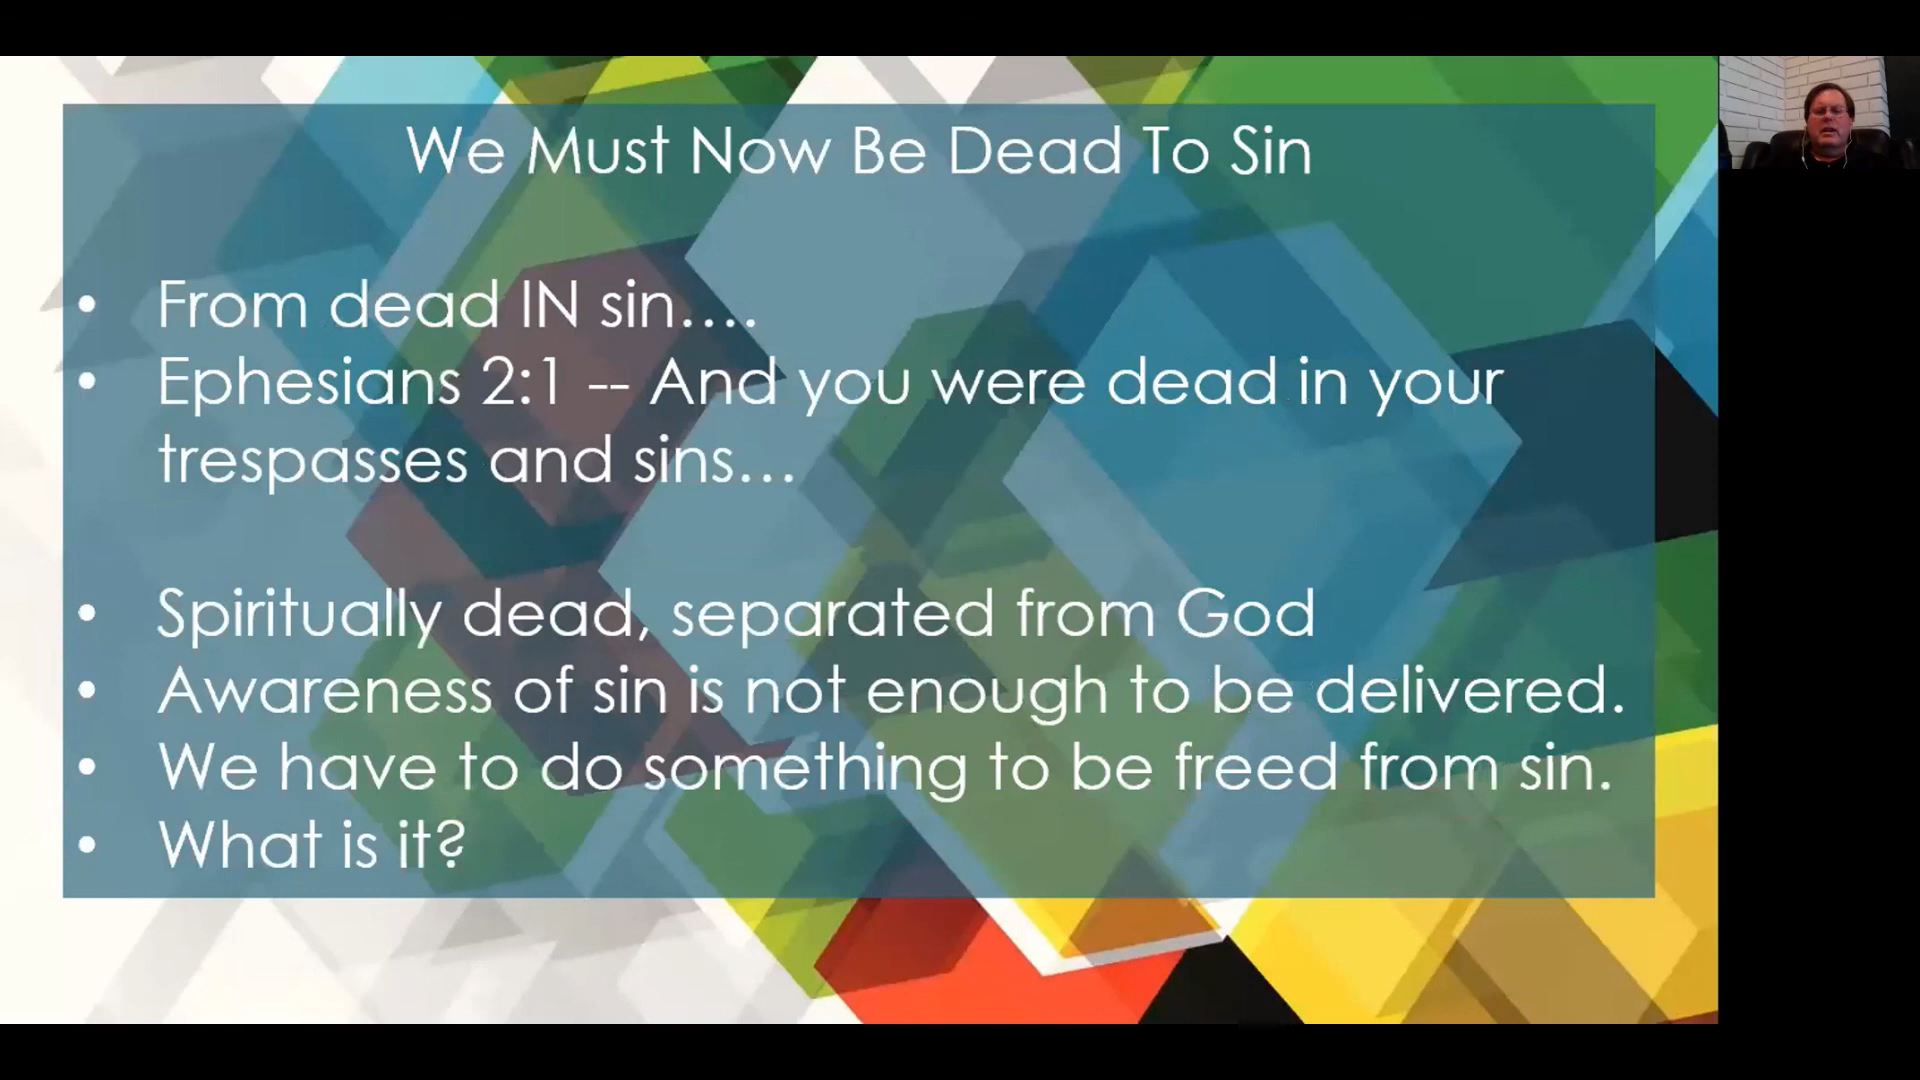 We Must Now Be Dead To Sin
• From dead IN sin....
• Ephesians 2:1 -- And you were dead in your
trespasses and sins...
• Spiritually dead, separated from God
• Awareness of sin is not enough to be delivered.
• We have to do something to be freed from sin.
• What is it?